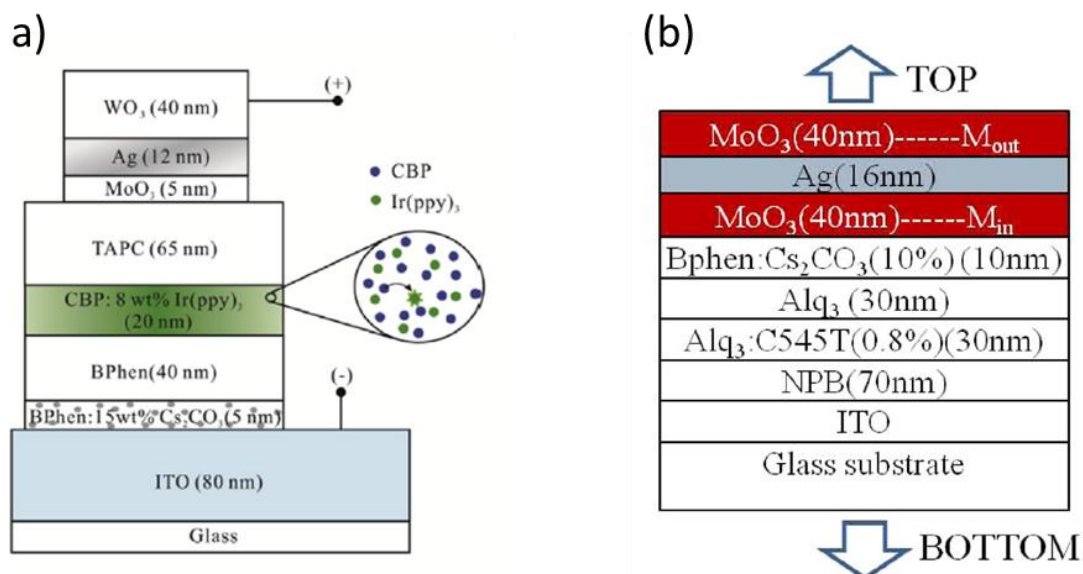 a)
WO₃ (40 nm)
(+)
Ag (12 nm)
MoO₃ (5 nm)
CBP
Ir(ppy)₃
TAPC (65 nm)
CBP: 8 wt% Ir(ppy)₃
(20 nm)
BPhen(40 nm)
(-)
BPhen:15wt% Cs₂CO₃(5 nm)
ITO (80 nm)
Glass
(b)
TOP
MoO₃(40nm)------M_out
Ag(16nm)
MoO₃(40nm)------M_in
Bphen:Cs₂CO₃(10%) (10nm)
Alq₃ (30nm)
Alq₃:C545T(0.8%)(30nm)
NPB(70nm)
ITO
Glass substrate
BOTTOM